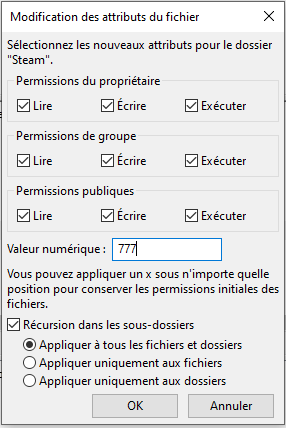 Modification des attributs du fichier
Sélectionnez les nouveaux attributs pour le dossier
"Steam".
Permissions du propriétaire
Lire Écrire Exécuter
Permissions de groupe
Lire Écrire Exécuter
Permissions publiques
Lire Écrire Exécuter
Valeur numérique : 777
Vous pouvez appliquer un x sous n'importe quelle
position pour conserver les permissions initiales des
fichiers.
Récursion dans les sous-dossiers
Appliquer à tous les fichiers et dossiers
Appliquer uniquement aux fichiers
Appliquer uniquement aux dossiers
OK Annuler